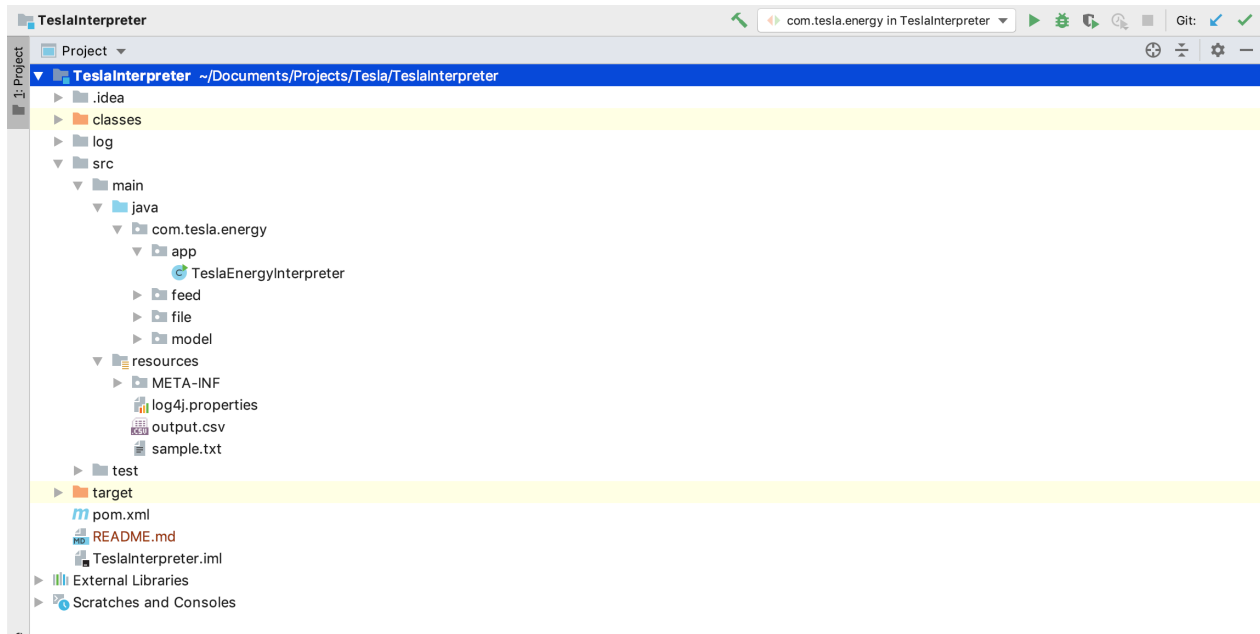 TeslaInterpreter
com.tesla.energy in TeslaInterpreter
Git:
1: Project
Project
TeslaInterpreter ~/Documents/Projects/Tesla/TeslaInterpreter
.idea
classes
log
src
main
java
com.tesla.energy
app
C TeslaEnergyInterpreter
feed
file
model
resources
META-INF
log4j.properties
CSV output.csv
sample.txt
test
target
m pom.xml
MD README.md
TeslaInterpreter.iml
External Libraries
Scratches and Consoles